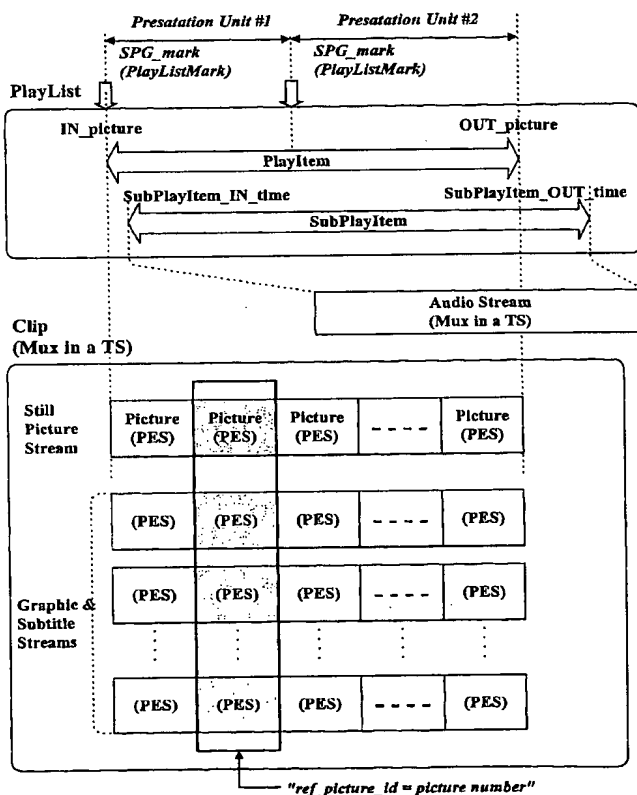 Presatation Unit #1 Presatation Unit #2
SPG_mark SPG_mark
(PlayListMark) (PlayListMark)
PlayList
IN_picture OUT_picture
PlayItem
SubPlayItem_IN_time SubPlayItem_OUT_time
SubPlayItem
Audio Stream
(Mux in a TS)
Clip
(Mux in a TS)
Still
Picture
Stream
Picture Picture Picture Picture
(PES) (PES) (PES) ---- (PES)
(PES) (PES) (PES) ---- (PES)
(PES) (PES) (PES) ---- (PES)
Graphic &
Subtitle
Streams
(PES) (PES) (PES) ---- (PES)
"ref_picture_id = picture number"